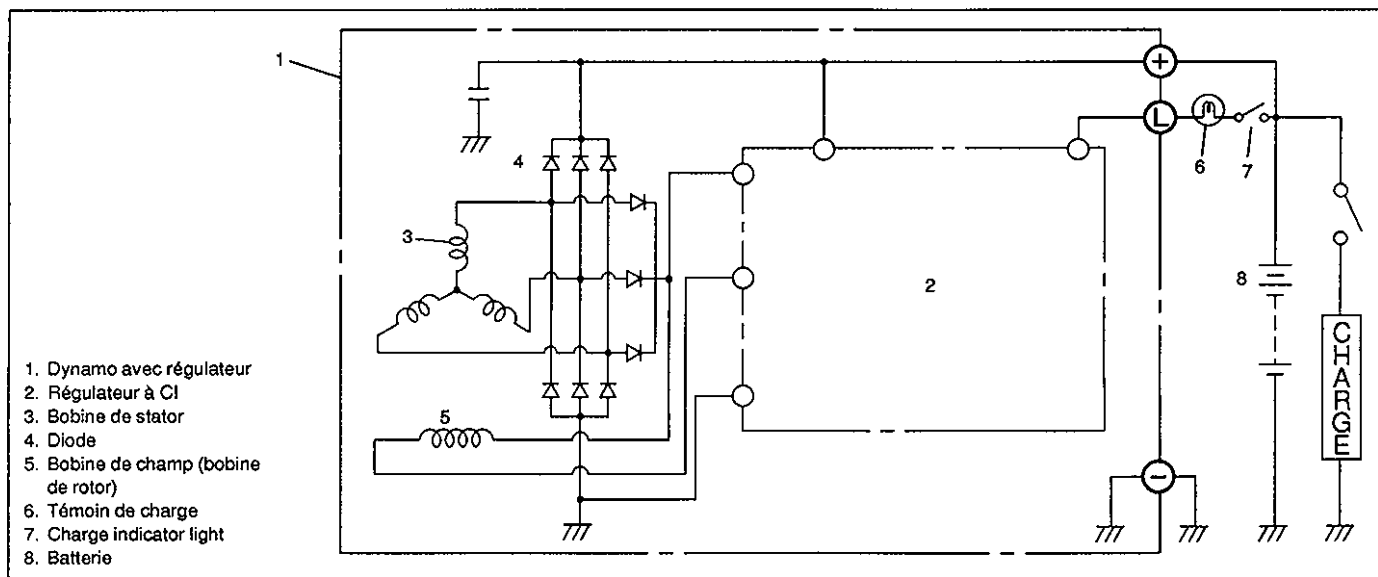 1
+
L
4
6
7
3
2
8
CHARGE
5
−
1. Dynamo avec régulateur
2. Régulateur à CI
3. Bobine de stator
4. Diode
5. Bobine de champ (bobine
de rotor)
6. Témoin de charge
7. Charge indicator light
8. Batterie